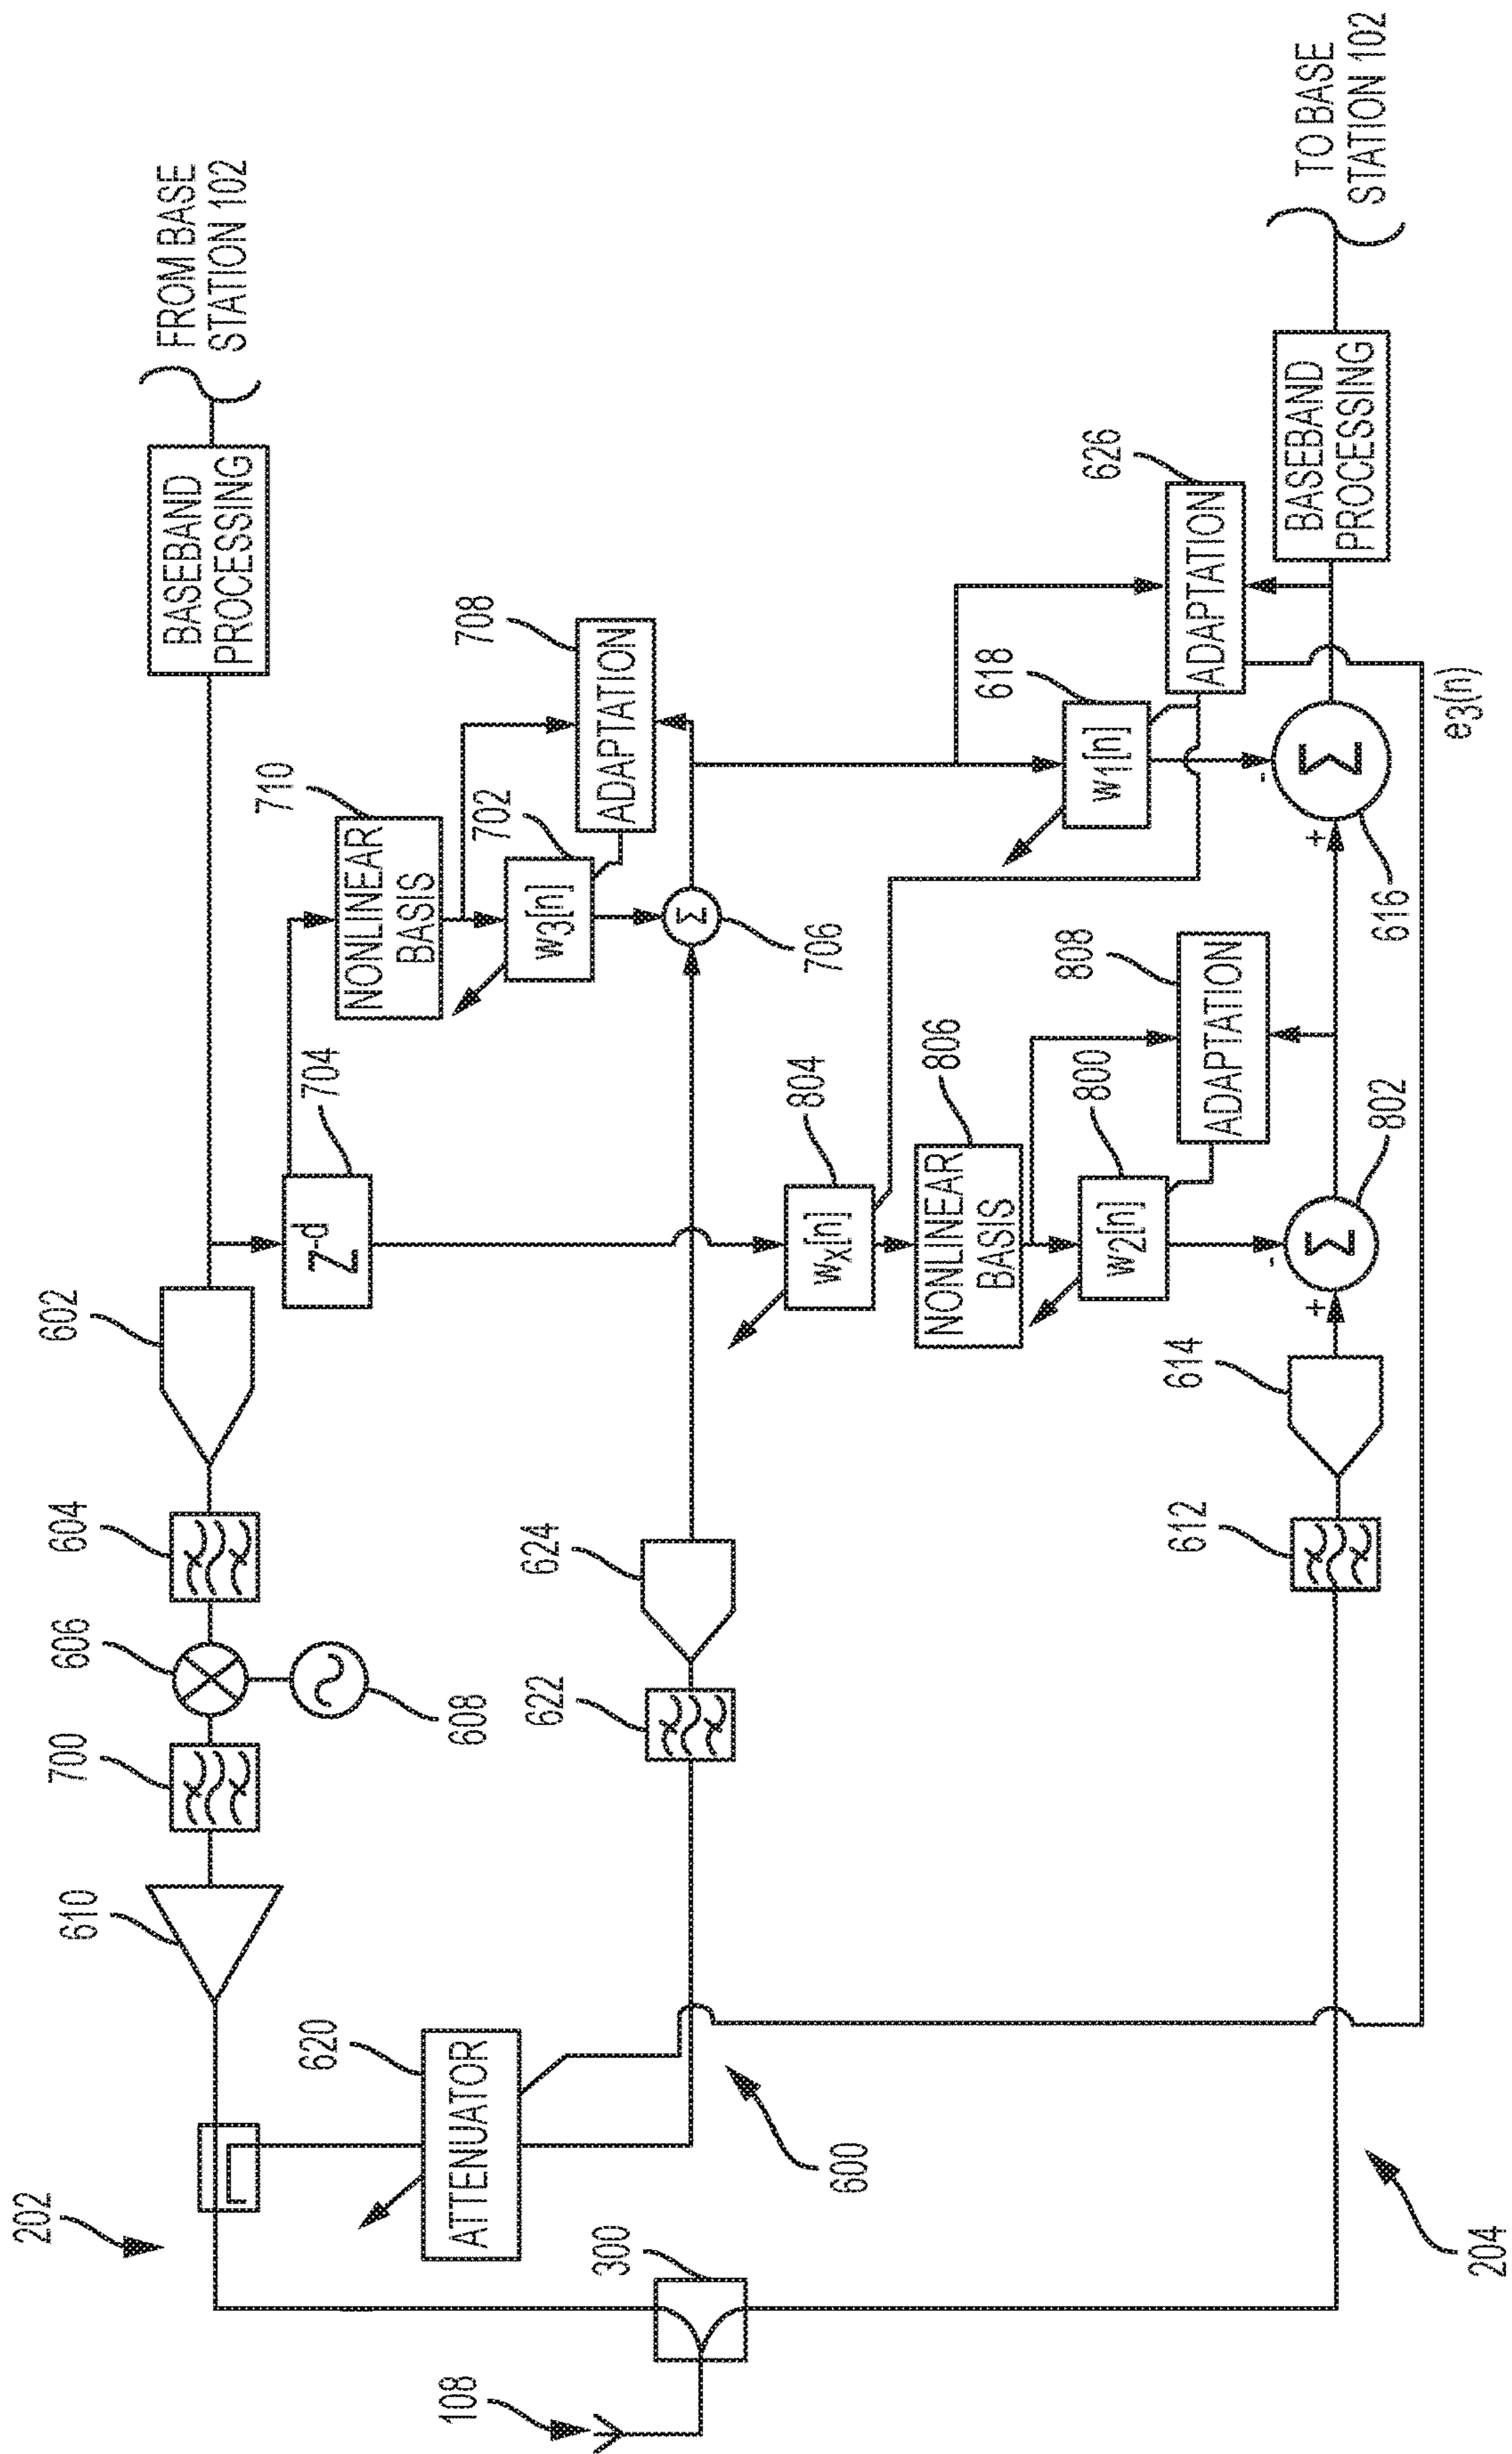 FROM BASE
STATION 102
BASEBAND
PROCESSING
602
604
606
608
700
610
202
620
ATTENUATOR
600
300
108
704
Z-d
710
NONLINEAR
BASIS
702
w3[n]
708
ADAPTATION
Σ
706
624
622
804
wx[n]
806
NONLINEAR
BASIS
800
w2[n]
808
ADAPTATION
802
Σ
-
+
614
612
204
618
w1[n]
626
ADAPTATION
616
Σ
-
+
e3(n)
BASEBAND
PROCESSING
TO BASE
STATION 102